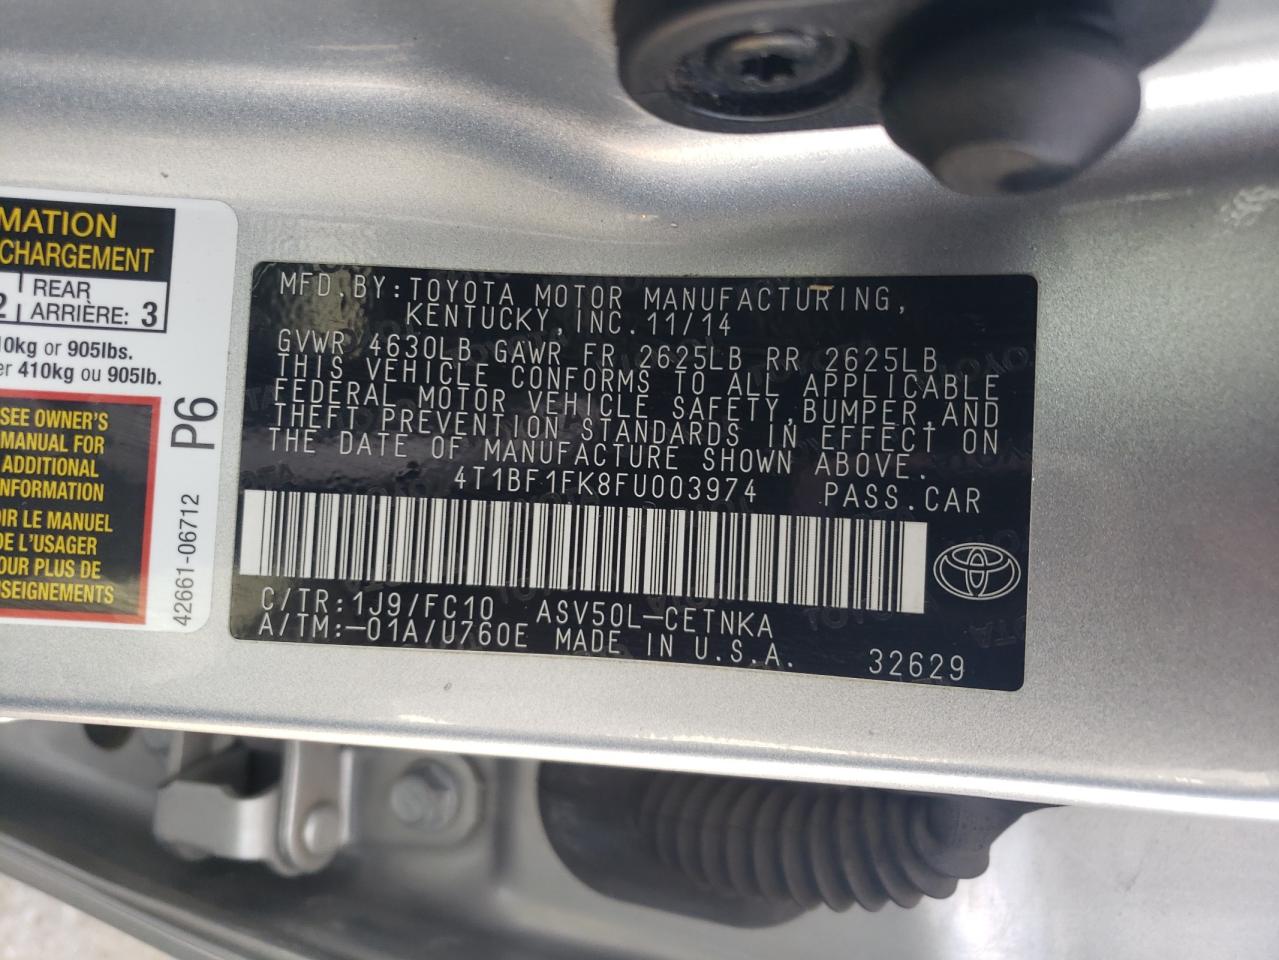 MATION
CHARGEMENT
2 REAR
ARRIÈRE: 3
10kg or 905lbs.
er 410kg ou 905lb.
SEE OWNER'S
MANUAL FOR
ADDITIONAL
NFORMATION
OIR LE MANUEL
DE L'USAGER
OUR PLUS DE
SEIGNEMENTS
P6
42661-06712
MFD.BY:TOYOTA MOTOR MANUFACTURING,
KENTUCKY,INC.11/14
GVWR 4630LB GAWR FR 2625LB RR 2625LB
THIS VEHICLE CONFORMS TO ALL APPLICABLE
FEDERAL MOTOR VEHICLE SAFETY,BUMPER,AND
THEFT PREVENTION STANDARDS IN EFFECT ON
THE DATE OF MANUFACTURE SHOWN ABOVE.
4T1BF1FK8FU003974 PASS.CAR
C/TR:1J9/FC10 ASV50L-CETNKA
A/TM:-01A/U760E MADE IN U.S.A. 32629